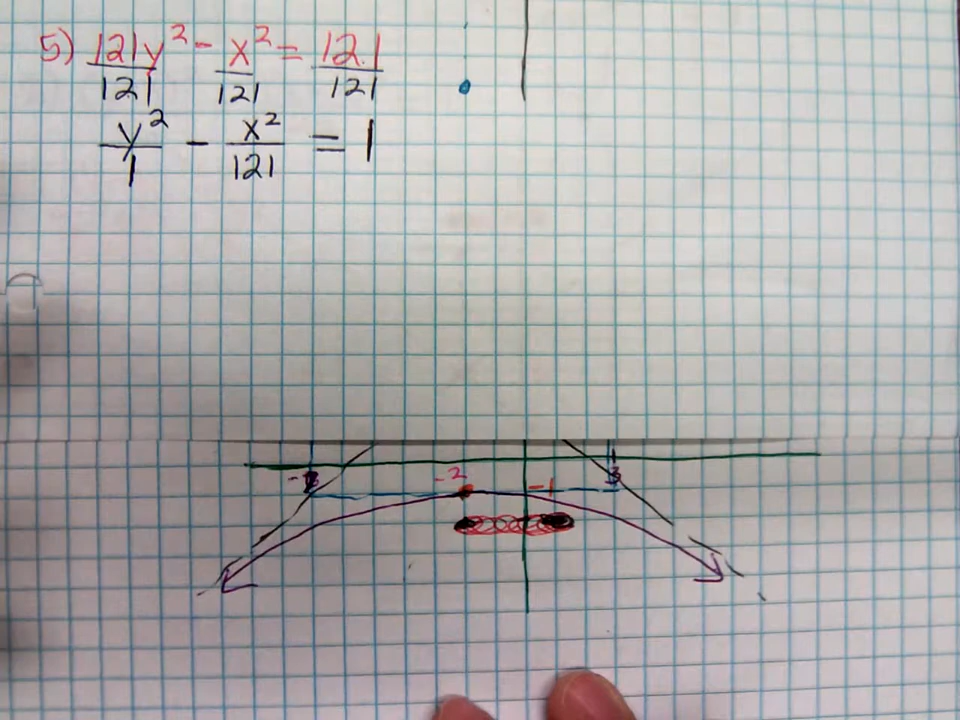 5) 121y² - x² = 121
121 121 121
y² - x² = 1
1 121
-2
-1
3